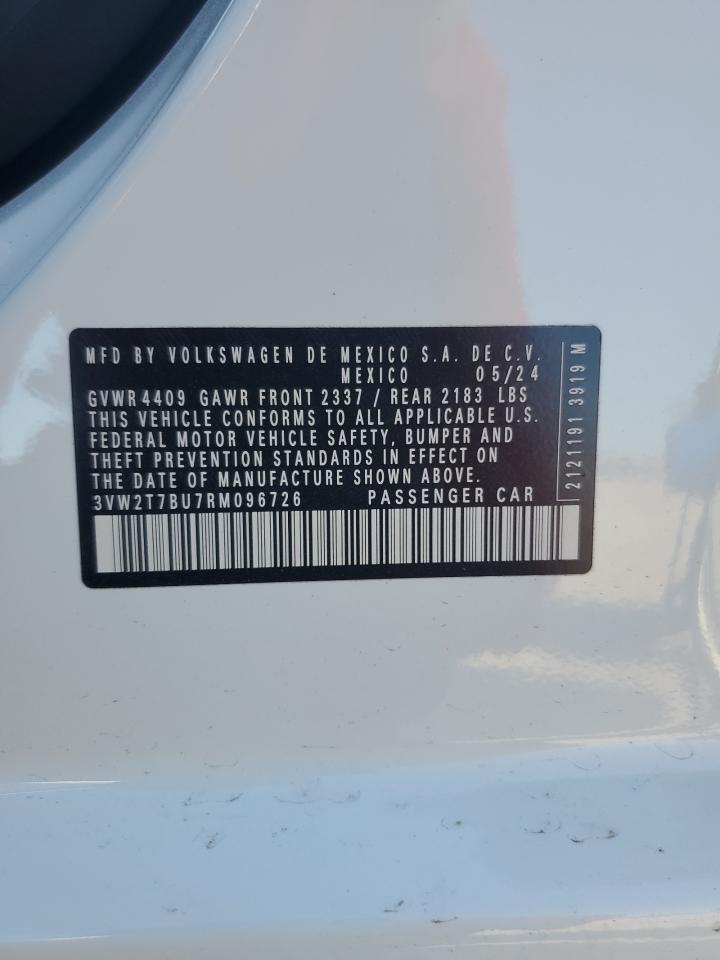 MFD BY VOLKSWAGEN DE MEXICO S.A. DE C.V.
MEXICO 05/24
GVWR 4409 GAWR FRONT 2337 / REAR 2183 LBS
THIS VEHICLE CONFORMS TO ALL APPLICABLE U.S.
FEDERAL MOTOR VEHICLE SAFETY, BUMPER AND
THEFT PREVENTION STANDARDS IN EFFECT ON
THE DATE OF MANUFACTURE SHOWN ABOVE.
3VW2T7BU7RM096726 PASSENGER CAR
2121191 3919 M